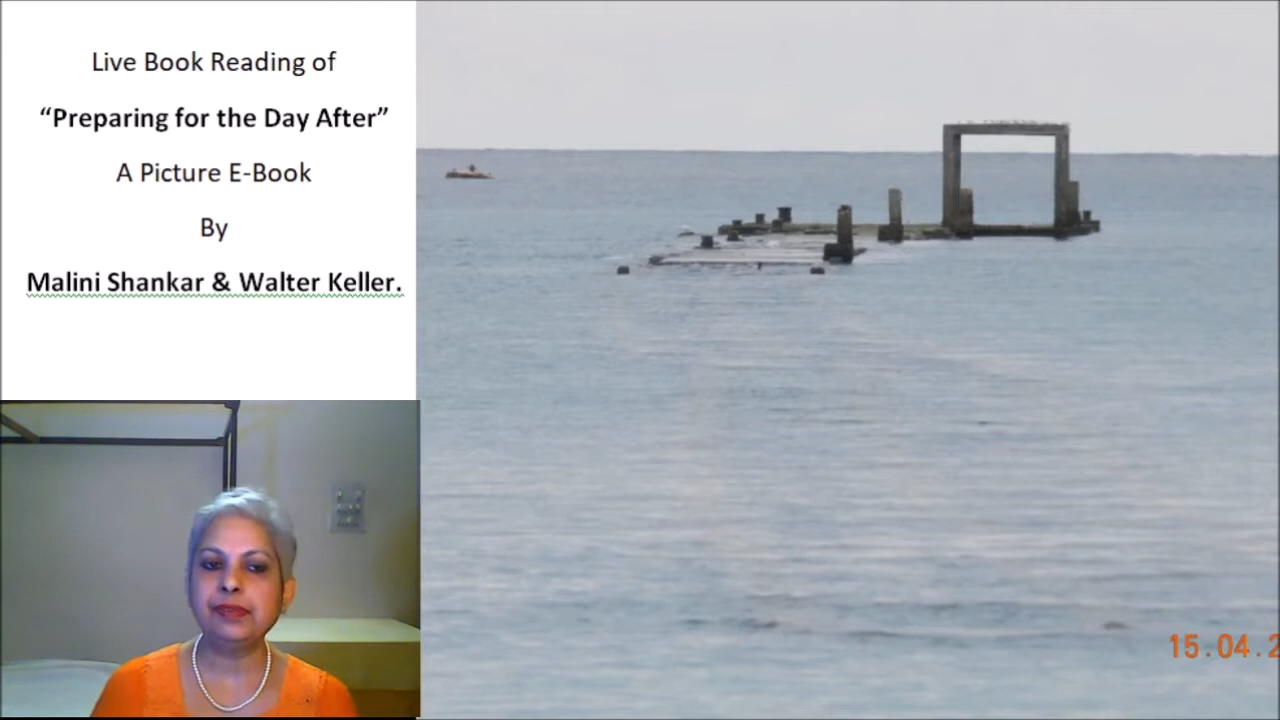 Live Book Reading of
“Preparing for the Day After”
A Picture E-Book
By
Malini Shankar & Walter Keller.
15.04.2